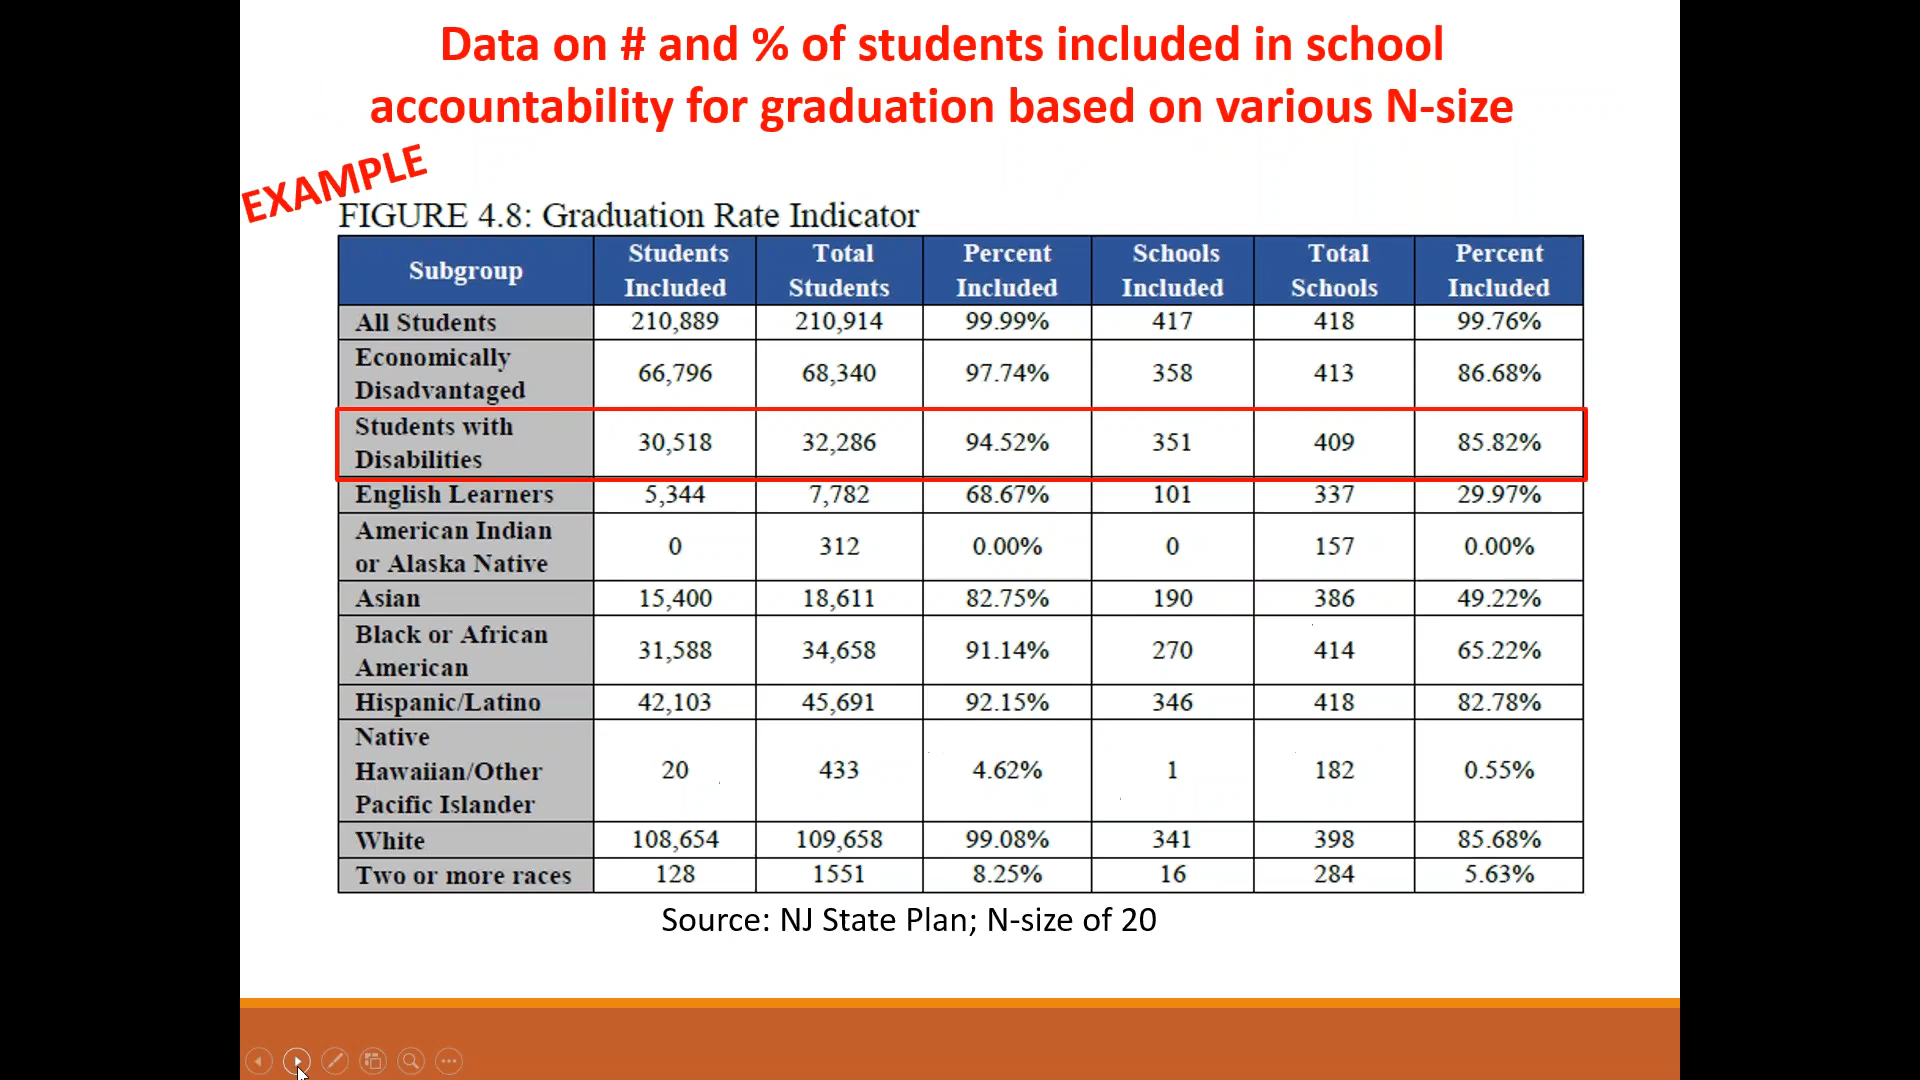 Data on # and % of students included in school
accountability for graduation based on various N-size
EXAMPLE
FIGURE 4.8: Graduation Rate Indicator
Subgroup Students Included Total Students Percent Included Schools Included Total Schools Percent Included
All Students 210,889 210,914 99.99% 417 418 99.76%
Economically Disadvantaged 66,796 68,340 97.74% 358 413 86.68%
Students with Disabilities 30,518 32,286 94.52% 351 409 85.82%
English Learners 5,344 7,782 68.67% 101 337 29.97%
American Indian or Alaska Native 0 312 0.00% 0 157 0.00%
Asian 15,400 18,611 82.75% 190 386 49.22%
Black or African American 31,588 34,658 91.14% 270 414 65.22%
Hispanic/Latino 42,103 45,691 92.15% 346 418 82.78%
Native Hawaiian/Other Pacific Islander 20 433 4.62% 1 182 0.55%
White 108,654 109,658 99.08% 341 398 85.68%
Two or more races 128 1551 8.25% 16 284 5.63%
Source: NJ State Plan; N-size of 20